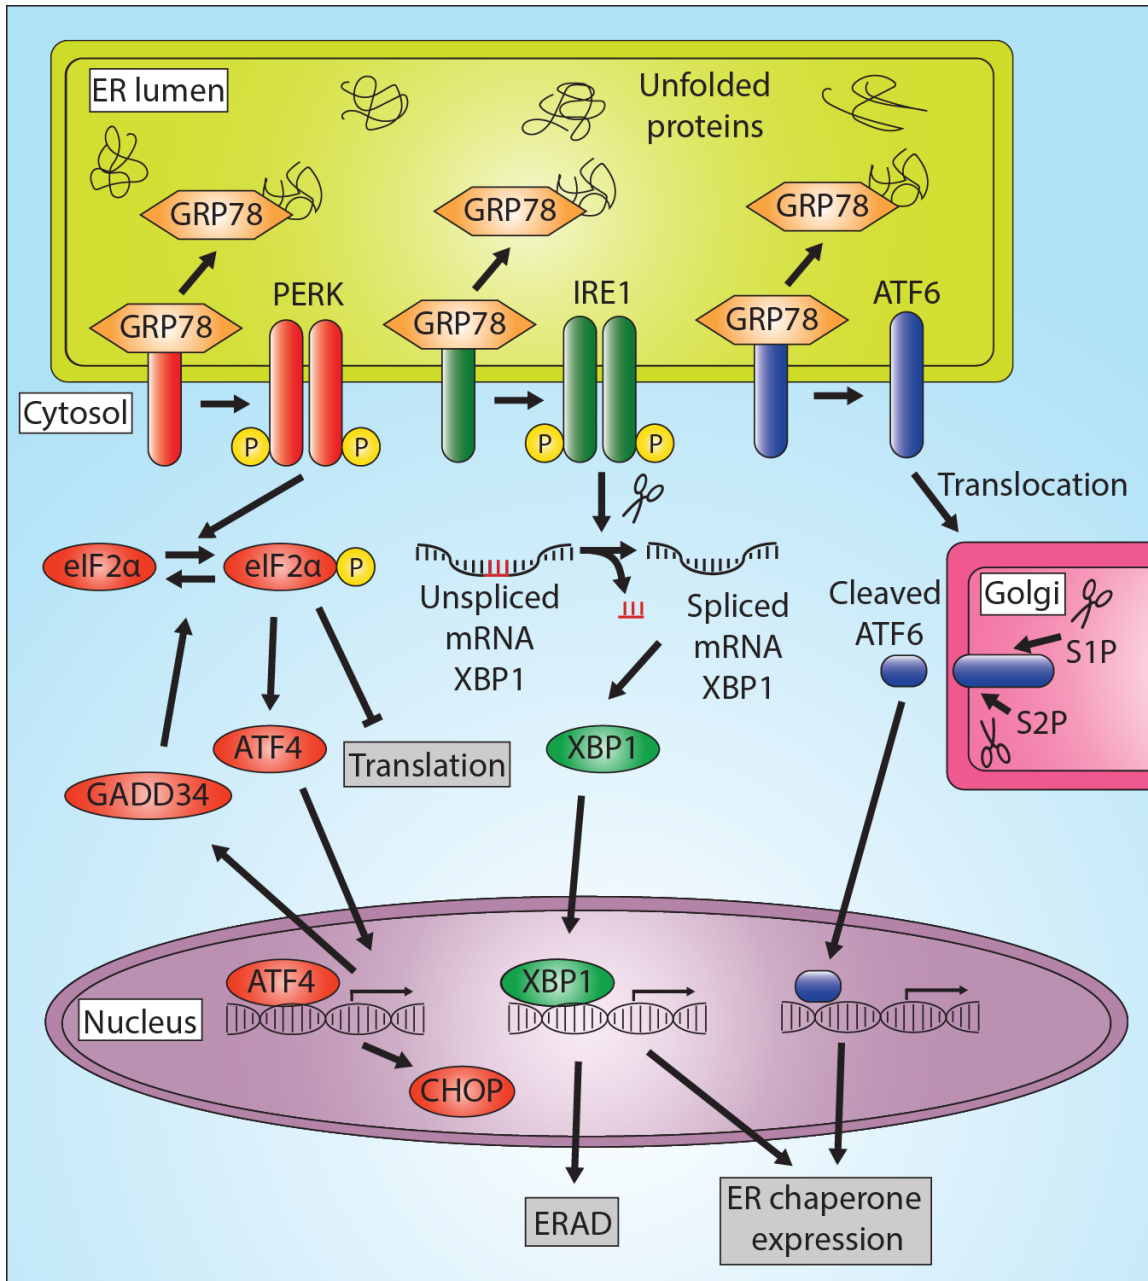 ER lumen
Unfolded
proteins
GRP78
GRP78
GRP78
PERK
IRE1
ATF6
GRP78
GRP78
GRP78
Cytosol
P
P
P
P
Translocation
eIF2α
eIF2α
P
Unspliced
mRNA
XBP1
Spliced
mRNA
XBP1
Cleaved
ATF6
Golgi
S1P
S2P
ATF4
Translation
XBP1
GADD34
Nucleus
ATF4
XBP1
CHOP
ERAD
ER chaperone
expression